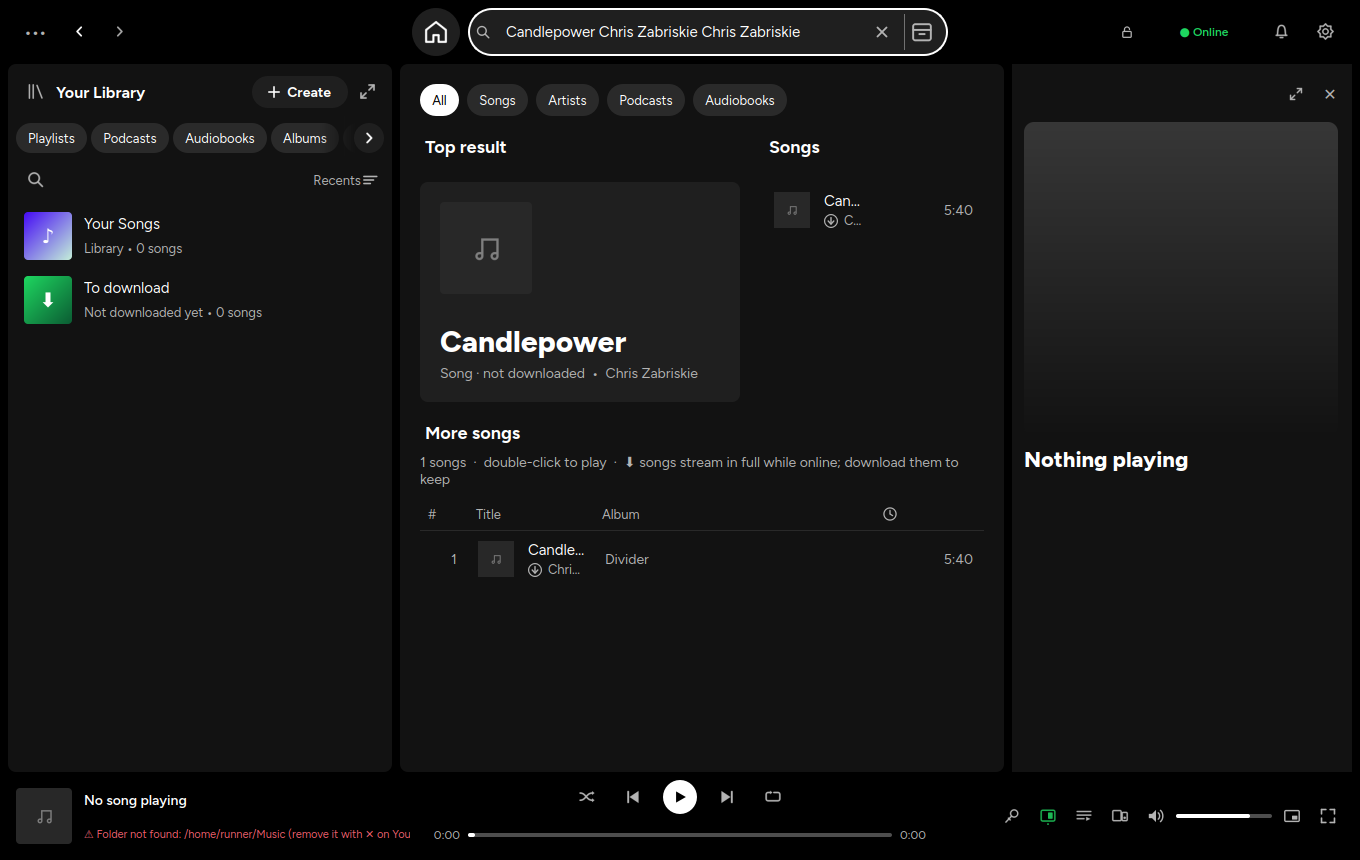 Candlepower Chris Zabriskie Chris Zabriskie
Online
Your Library
Create
Playlists
Podcasts
Audiobooks
Albums
Recents
Your Songs
Library • 0 songs
To download
Not downloaded yet • 0 songs
All
Songs
Artists
Podcasts
Audiobooks
Top result
Songs
Candlepower
Song · not downloaded • Chris Zabriskie
Can...
C...
5:40
More songs
1 songs · double-click to play · ⬇ songs stream in full while online; download them to
keep
# Title Album
1
Candle...
Chri...
Divider
5:40
Nothing playing
No song playing
⚠ Folder not found: /home/runner/Music (remove it with ✕ on You
0:00
0:00